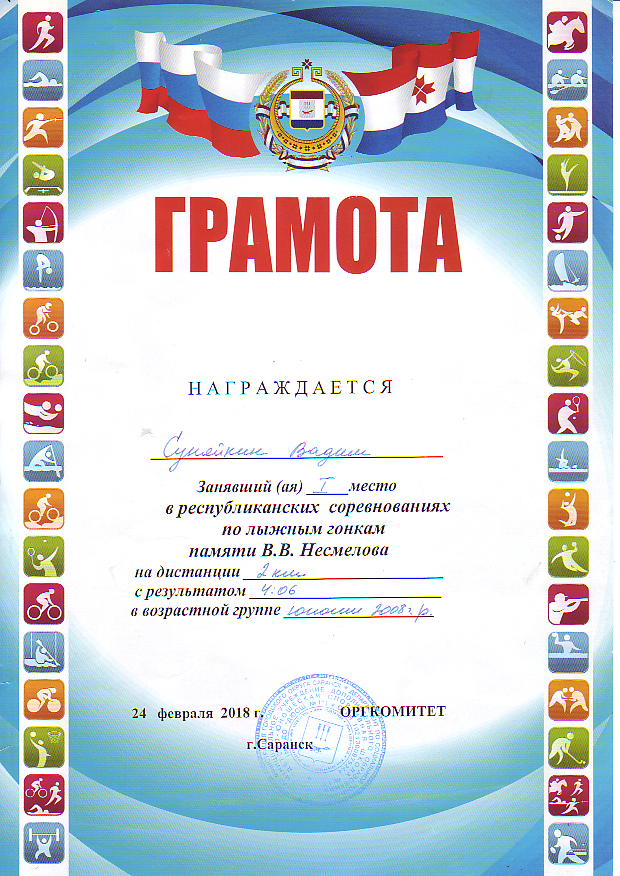 ГРАМОТА
НАГРАЖДАЕТСЯ
Сунейкин Вадим
Занявший (ая) I место
в республиканских соревнованиях
по лыжным гонкам
памяти В.В. Несмелова
на дистанции 2 км
с результатом 4:06
в возрастной группе юноши 2008 г.р.
24 февраля 2018 г. ОРГКОМИТЕТ
г.Саранск